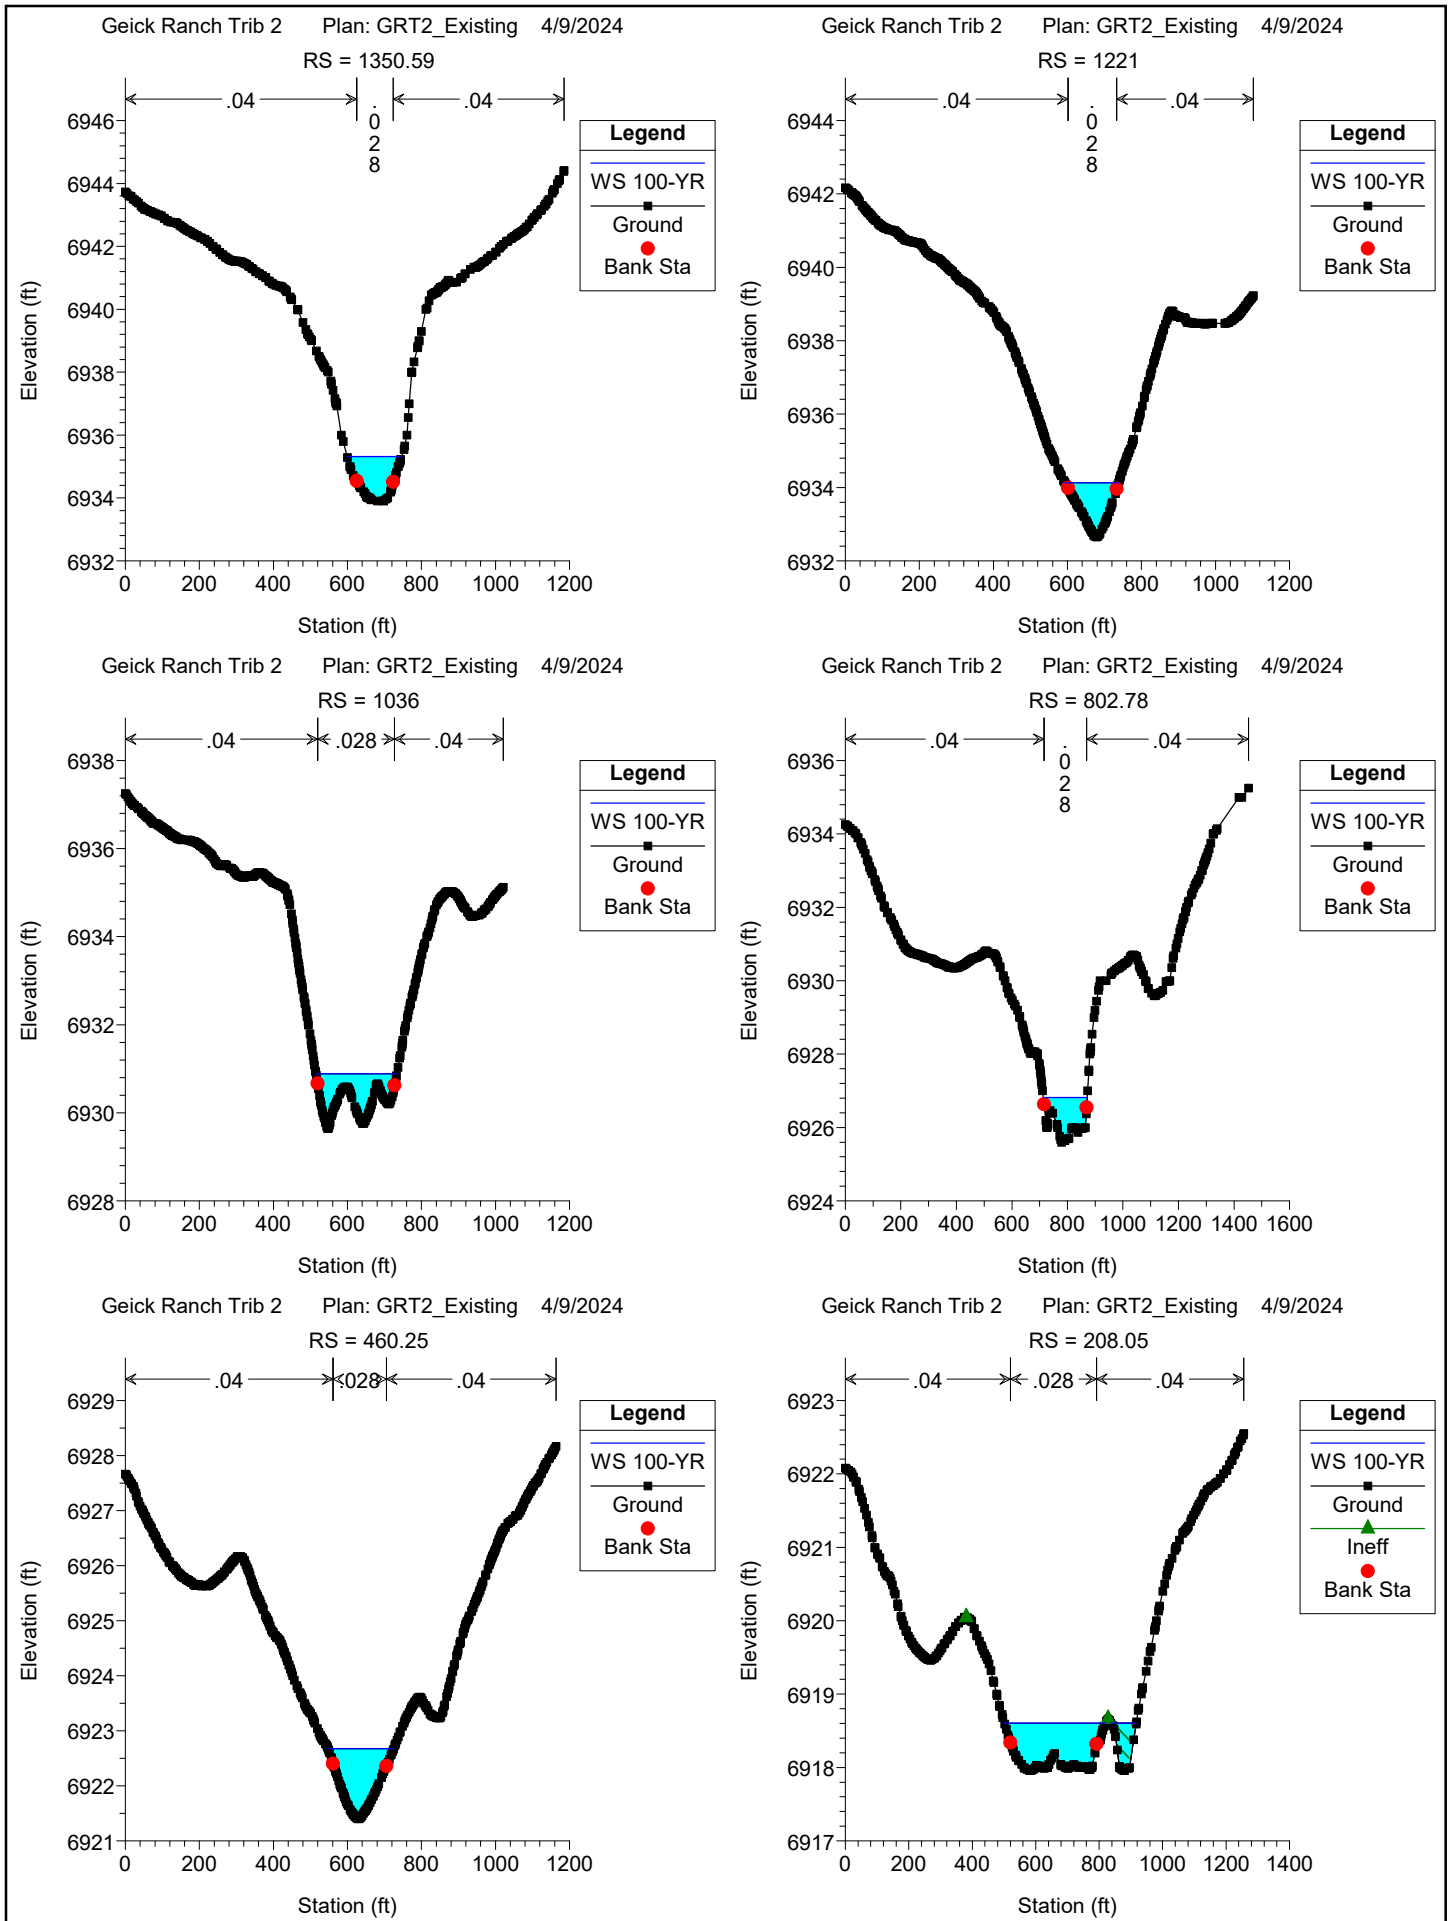 Geick Ranch Trib 2 Plan: GRT2_Existing 4/9/2024
RS = 1350.59
.04 .028 .04
6946
6944
6942
6940
6938
6936
6934
6932
Elevation (ft)
0 200 400 600 800 1000 1200
Station (ft)
Legend
WS 100-YR
Ground
Bank Sta
Geick Ranch Trib 2 Plan: GRT2_Existing 4/9/2024
RS = 1221
.04 .028 .04
6944
6942
6940
6938
6936
6934
6932
Elevation (ft)
0 200 400 600 800 1000 1200
Station (ft)
Legend
WS 100-YR
Ground
Bank Sta
Geick Ranch Trib 2 Plan: GRT2_Existing 4/9/2024
RS = 1036
.04 .028 .04
6938
6936
6934
6932
6930
6928
Elevation (ft)
0 200 400 600 800 1000 1200
Station (ft)
Legend
WS 100-YR
Ground
Bank Sta
Geick Ranch Trib 2 Plan: GRT2_Existing 4/9/2024
RS = 802.78
.04 .028 .04
6936
6934
6932
6930
6928
6926
6924
Elevation (ft)
0 200 400 600 800 1000 1200 1400 1600
Station (ft)
Legend
WS 100-YR
Ground
Bank Sta
Geick Ranch Trib 2 Plan: GRT2_Existing 4/9/2024
RS = 460.25
.04 .028 .04
6929
6928
6927
6926
6925
6924
6923
6922
6921
Elevation (ft)
0 200 400 600 800 1000 1200
Station (ft)
Legend
WS 100-YR
Ground
Bank Sta
Geick Ranch Trib 2 Plan: GRT2_Existing 4/9/2024
RS = 208.05
.04 .028 .04
6923
6922
6921
6920
6919
6918
6917
Elevation (ft)
0 200 400 600 800 1000 1200 1400
Station (ft)
Legend
WS 100-YR
Ground
Ineff
Bank Sta